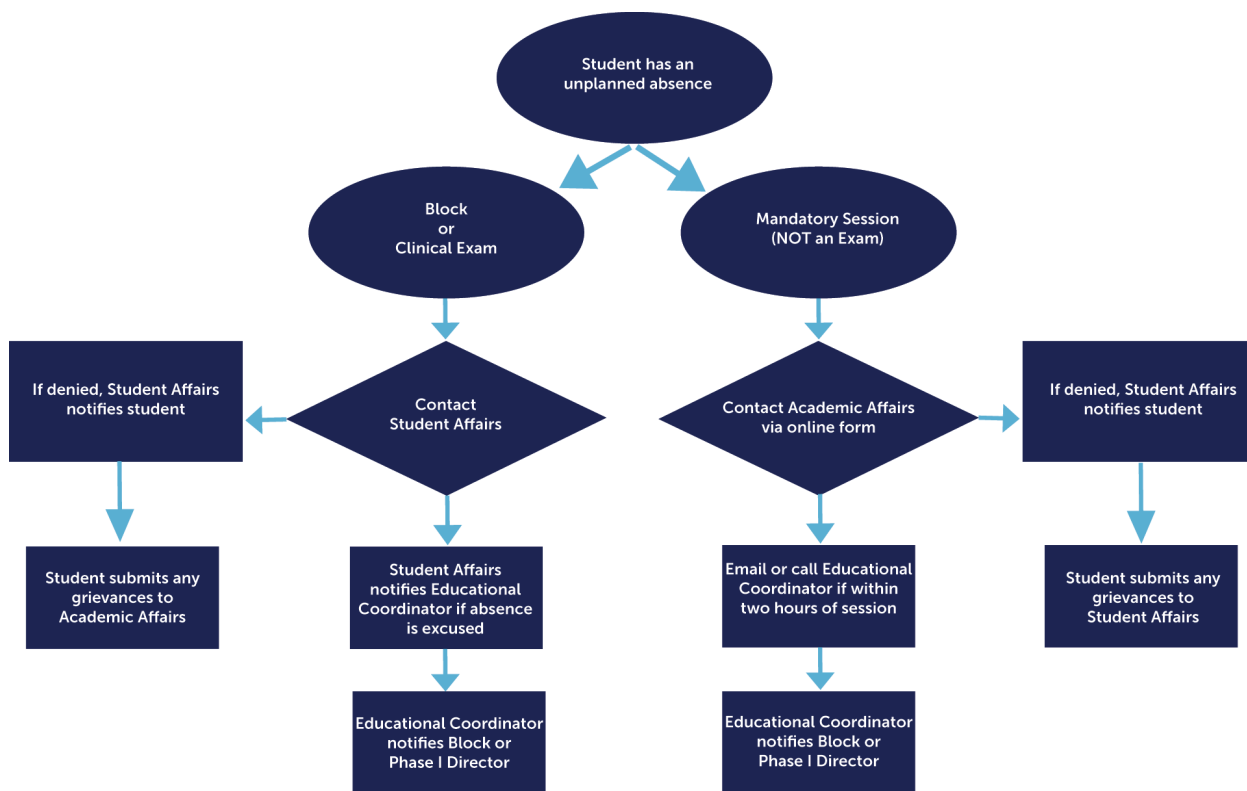 Student has an
unplanned absence
Block
or
Clinical Exam
Mandatory Session
(NOT an Exam)
If denied, Student Affairs
notifies student
Contact
Student Affairs
Contact Academic Affairs
via online form
If denied, Student Affairs
notifies student
Student submits any
grievances to
Academic Affairs
Student Affairs
notifies Educational
Coordinator if absence
is excused
Email or call Educational
Coordinator if within
two hours of session
Student submits any
grievances to
Student Affairs
Educational Coordinator
notifies Block or
Phase I Director
Educational Coordinator
notifies Block or
Phase I Director